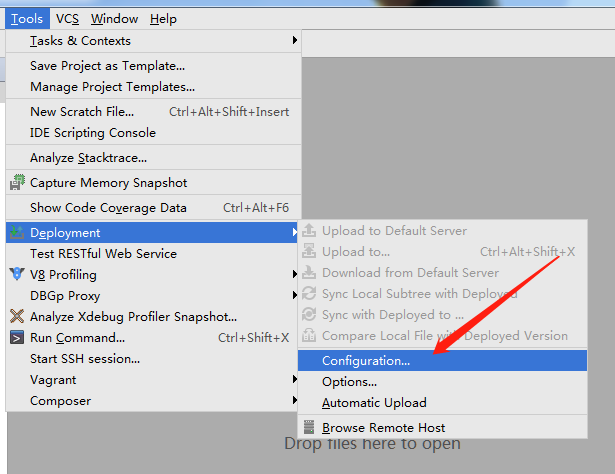 Tools VCS Window Help
Tasks & Contexts
Save Project as Template...
Manage Project Templates...
New Scratch File... Ctrl+Alt+Shift+Insert
IDE Scripting Console
Analyze Stacktrace...
Capture Memory Snapshot
Show Code Coverage Data Ctrl+Alt+F6
Deployment
Test RESTful Web Service
V8 Profiling
DBGp Proxy
Analyze Xdebug Profiler Snapshot...
Run Command... Ctrl+Shift+X
Start SSH session...
Vagrant
Composer
Upload to Default Server
Upload to... Ctrl+Alt+Shift+X
Download from Default Server
Sync Local Subtree with Deployed
Sync with Deployed to ...
Compare Local File with Deployed Version
Configuration...
Options...
Automatic Upload
Browse Remote Host
Drop files here to open